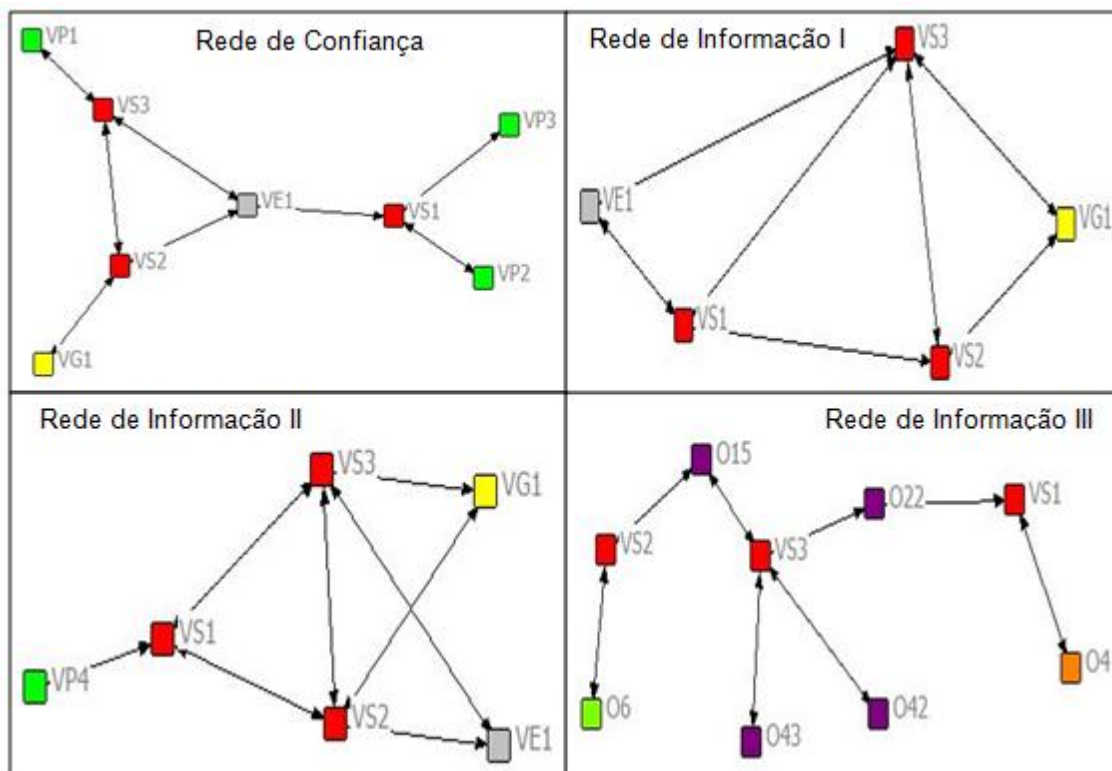 Rede de Confiança
VP1
VS3
VP3
VE1
VS1
VS2
VP2
VG1
Rede de Informação I
VS3
VE1
VG1
VS1
VS2
Rede de Informação II
VS3
VG1
VS1
VP4
VS2
VE1
Rede de Informação III
O15
O22
VS1
VS2
VS3
O4
O6
O43
O42